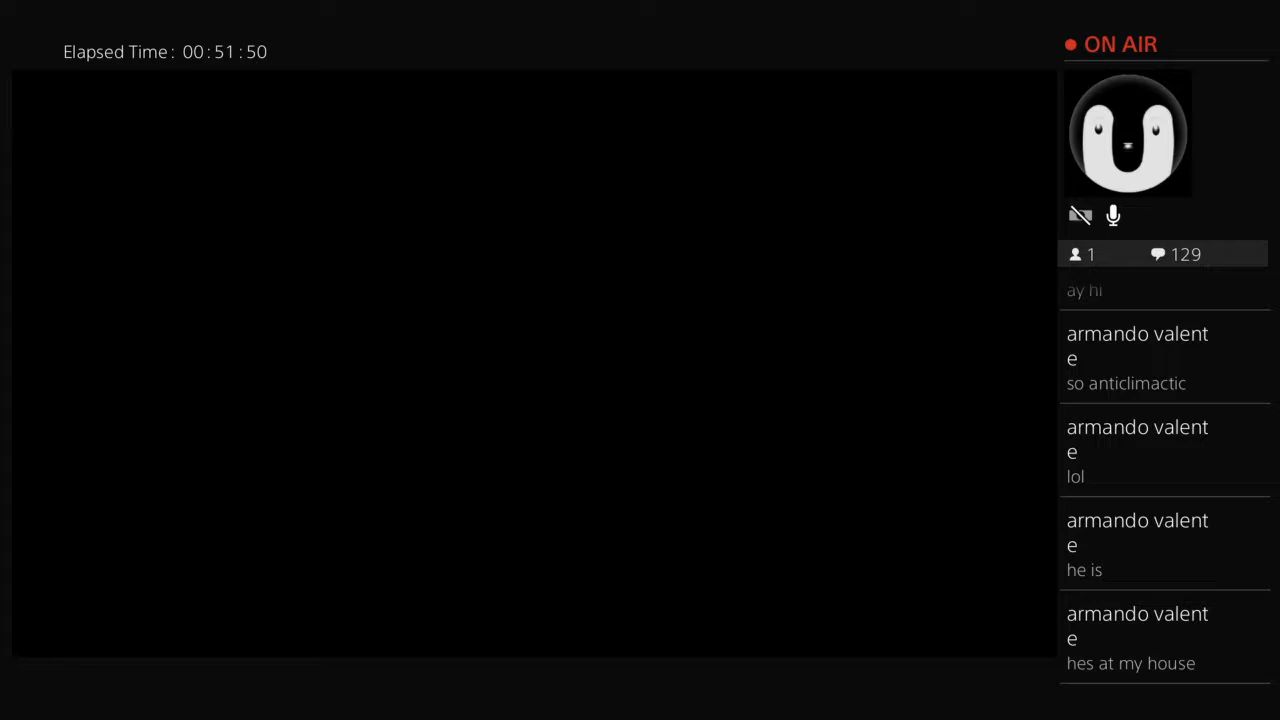 Elapsed Time: 00:51:50
ON AIR
1 129
ay hi
armando valent
e
so anticlimactic
armando valent
e
lol
armando valent
e
he is
armando valent
e
hes at my house